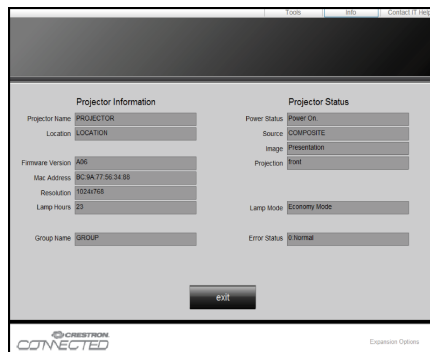 Tools Info Contact IT Help
Projector Information
Projector Name PROJECTOR
Location LOCATION
Firmware Version A06
Mac Address BC:9A:77:56:34:88
Resolution 1024x768
Lamp Hours 23
Group Name GROUP
Projector Status
Power Status Power On.
Source COMPOSITE
Image Presentation
Projection front
Lamp Mode Economy Mode
Error Status 0:Normal
exit
CRESTRON.
CONNECTED
Expansion Options